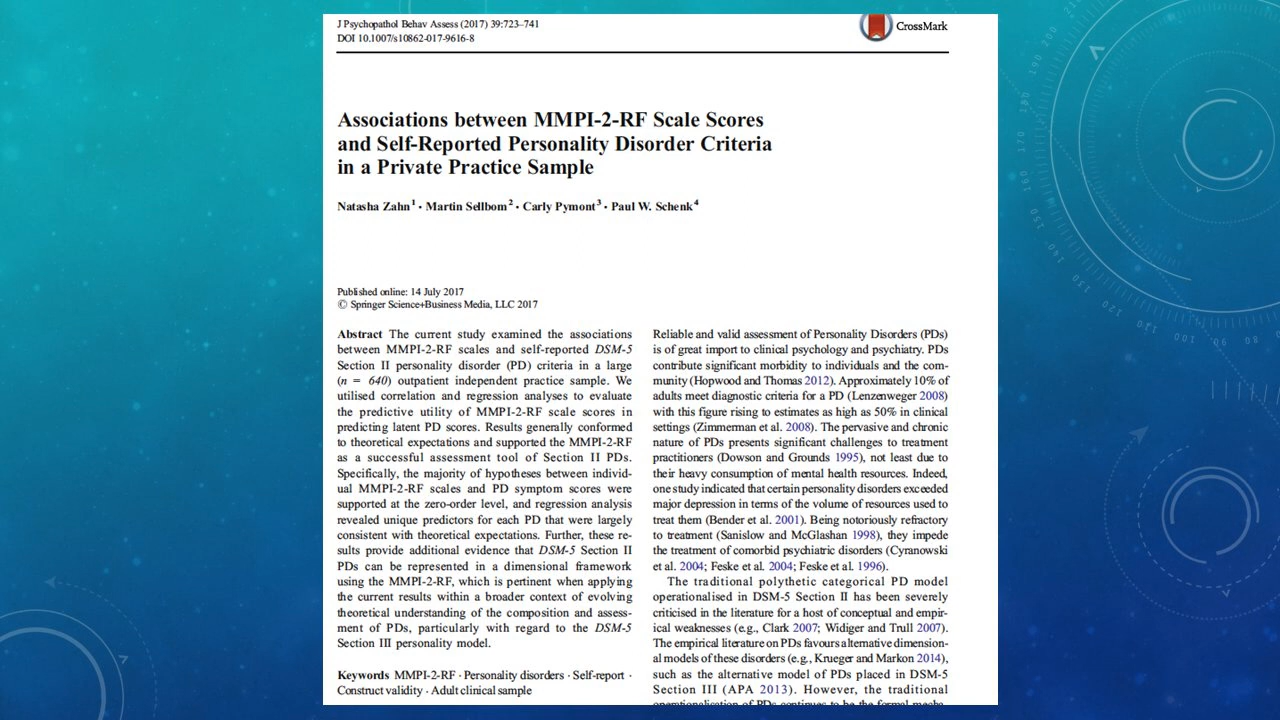 J Psychopathol Behav Assess (2017) 39:723–741
DOI 10.1007/s10862-017-9616-8
CrossMark
Associations between MMPI-2-RF Scale Scores
and Self-Reported Personality Disorder Criteria
in a Private Practice Sample
Natasha Zahn1 · Martin Sellbom2 · Carly Pymont3 · Paul W. Schenk4
Published online: 14 July 2017
© Springer Science+Business Media, LLC 2017
Abstract The current study examined the associations
between MMPI-2-RF scales and self-reported DSM-5
Section II personality disorder (PD) criteria in a large
(n = 640) outpatient independent practice sample. We
utilised correlation and regression analyses to evaluate
the predictive utility of MMPI-2-RF scale scores in
predicting latent PD scores. Results generally conformed
to theoretical expectations and supported the MMPI-2-RF
as a successful assessment tool of Section II PDs.
Specifically, the majority of hypotheses between individ-
ual MMPI-2-RF scales and PD symptom scores were
supported at the zero-order level, and regression analysis
revealed unique predictors for each PD that were largely
consistent with theoretical expectations. Further, these re-
sults provide additional evidence that DSM-5 Section II
PDs can be represented in a dimensional framework
using the MMPI-2-RF, which is pertinent when applying
the current results within a broader context of evolving
theoretical understanding of the composition and assess-
ment of PDs, particularly with regard to the DSM-5
Section III personality model.
Keywords MMPI-2-RF · Personality disorders · Self-report ·
Construct validity · Adult clinical sample
Reliable and valid assessment of Personality Disorders (PDs)
is of great import to clinical psychology and psychiatry. PDs
contribute significant morbidity to individuals and the com-
munity (Hopwood and Thomas 2012). Approximately 10% of
adults meet diagnostic criteria for a PD (Lenzenweger 2008)
with this figure rising to estimates as high as 50% in clinical
settings (Zimmerman et al. 2008). The pervasive and chronic
nature of PDs presents significant challenges to treatment
practitioners (Dowson and Grounds 1995), not least due to
their heavy consumption of mental health resources. Indeed,
one study indicated that certain personality disorders exceeded
major depression in terms of the volume of resources used to
treat them (Bender et al. 2001). Being notoriously refractory
to treatment (Sanislow and McGlashan 1998), they impede
the treatment of comorbid psychiatric disorders (Cyranowski
et al. 2004; Feske et al. 2004; Feske et al. 1996).
The traditional polythetic categorical PD model
operationalised in DSM-5 Section II has been severely
criticised in the literature for a host of conceptual and empir-
ical weaknesses (e.g., Clark 2007; Widiger and Trull 2007).
The empirical literature on PDs favours alternative dimension-
al models of these disorders (e.g., Krueger and Markon 2014),
such as the alternative model of PDs placed in DSM-5
Section III (APA 2013). However, the traditional
operationalisation of PDs continues to be the formal mecha-